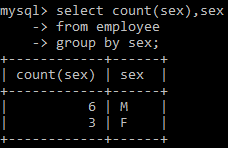 mysql> select count(sex),sex
    -> from employee
    -> group by sex;
+------------+------+
| count(sex) | sex  |
+------------+------+
|          6 | M    |
|          3 | F    |
+------------+------+